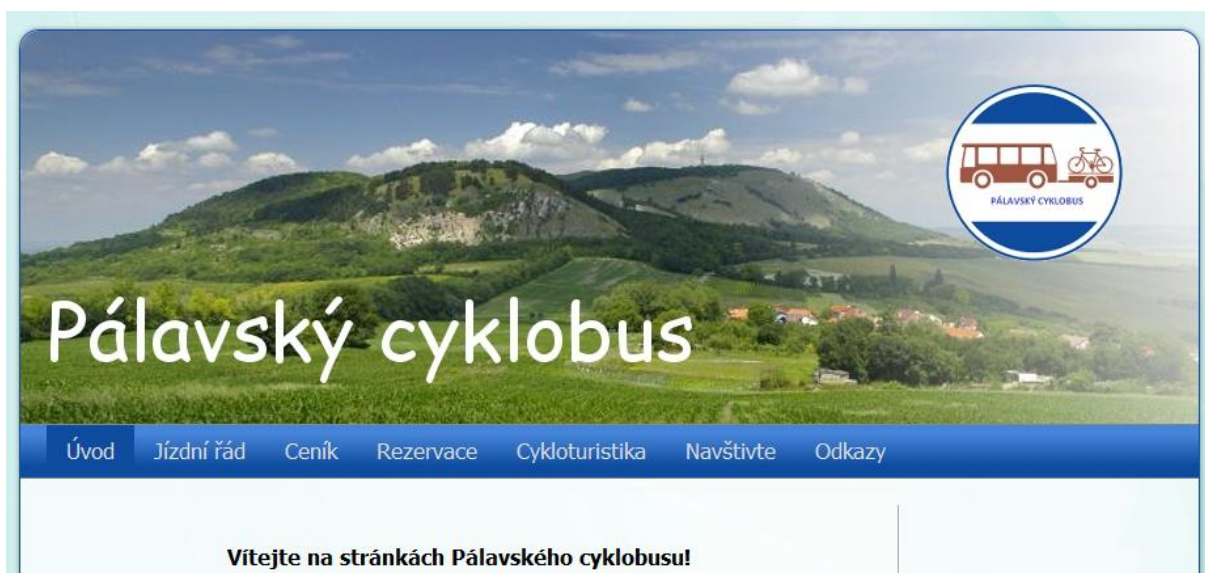 PÁLAVSKÝ CYKLOBUS
Pálavský cyklobus
Úvod Jízdní řád Ceník Rezervace Cykloturistika Navštivte Odkazy
Vítejte na stránkách Pálavského cyklobusu!